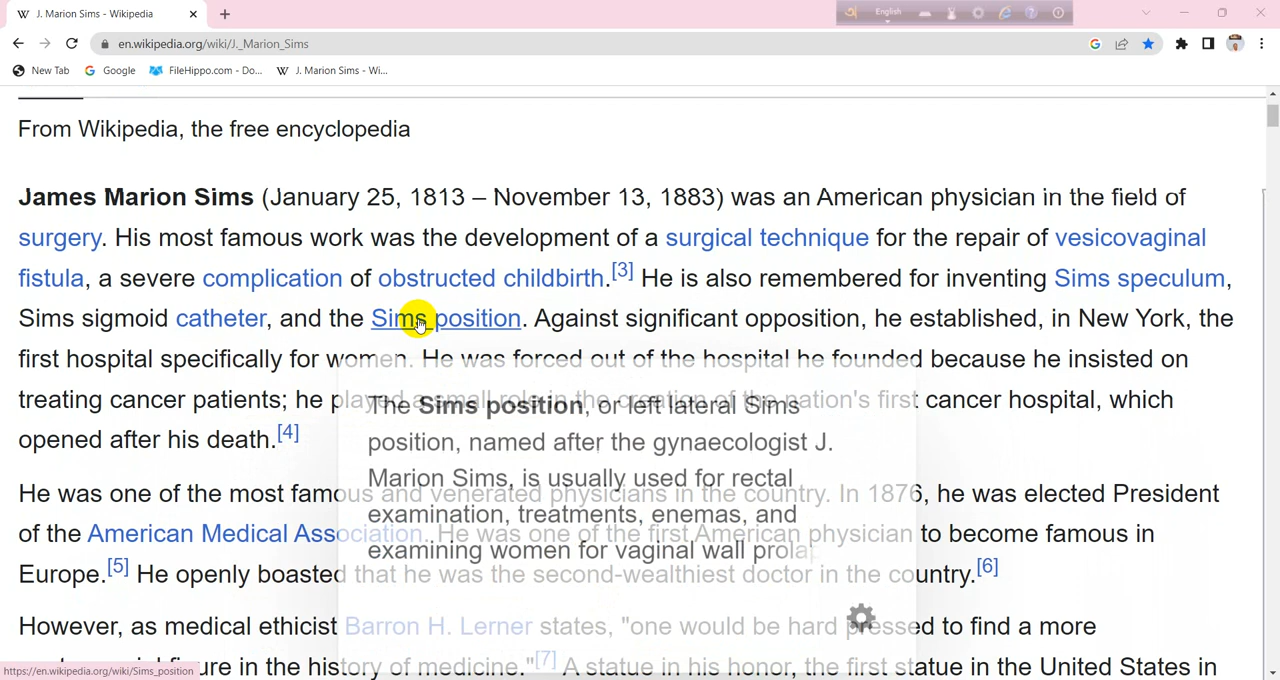 J. Marion Sims - Wikipedia
English
en.wikipedia.org/wiki/J._Marion_Sims
New Tab Google FileHippo.com - Do... J. Marion Sims - Wi...
From Wikipedia, the free encyclopedia
James Marion Sims (January 25, 1813 – November 13, 1883) was an American physician in the field of
surgery. His most famous work was the development of a surgical technique for the repair of vesicovaginal
fistula, a severe complication of obstructed childbirth.[3] He is also remembered for inventing Sims speculum,
Sims sigmoid catheter, and the Sims position. Against significant opposition, he established, in New York, the
first hospital specifically for women. He was forced out of the hospital he founded because he insisted on
treating cancer patients; he played a small role in the creation of the nation's first cancer hospital, which
opened after his death.[4]
He was one of the most famous and venerated physicians in the country. In 1876, he was elected President
of the American Medical Association. He was one of the first American physician to become famous in
Europe.[5] He openly boasted that he was the second-wealthiest doctor in the country.[6]
However, as medical ethicist Barron H. Lerner states, "one would be hard pressed to find a more
figure in the history of medicine."[7] A statue in his honor, the first statue in the United States in
The Sims position, or left lateral Sims
position, named after the gynaecologist J.
Marion Sims, is usually used for rectal
examination, treatments, enemas, and
examining women for vaginal wall prola
https://en.wikipedia.org/wiki/Sims_position